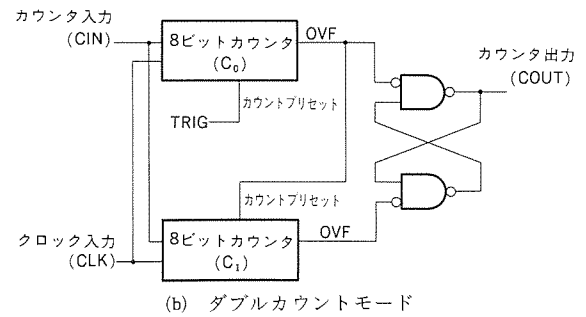 カウンタ入力
(CIN)
8ビットカウンタ
(C₀)
OVF
カウンタ出力
(COUT)
カウントプリセット
TRIG
カウントプリセット
クロック入力
(CLK)
8ビットカウンタ
(C₁)
OVF
(b) ダブルカウントモード